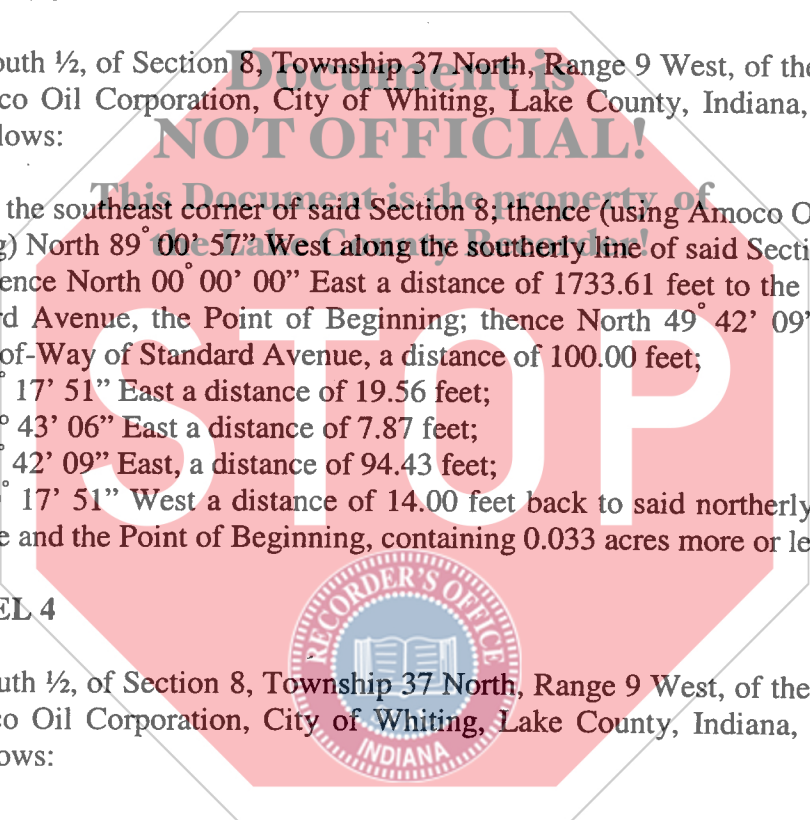 outh ½, of Section 8, Township 37 North, Range 9 West, of the
Document is
co Oil Corporation, City of Whiting, Lake County, Indiana,
lows:
NOT OFFICIAL!
This Document is the property of
the southeast corner of said Section 8; thence (using Amoco O
the Lake County Recorder!
g) North 89° 00' 57” West along the southerly line of said Secti
ence North 00° 00’ 00” East a distance of 1733.61 feet to the
rd Avenue, the Point of Beginning; thence North 49° 42’ 09’
of-Way of Standard Avenue, a distance of 100.00 feet;
° 17’ 51” East a distance of 19.56 feet;
° 43’ 06” East a distance of 7.87 feet;
° 42’ 09” East, a distance of 94.43 feet;
° 17’ 51” West a distance of 14.00 feet back to said northerly
e and the Point of Beginning, containing 0.033 acres more or le
STOP
EL 4
RECORDER'S OFFICE
uth ½, of Section 8, Township 37 North, Range 9 West, of the
co Oil Corporation, City of Whiting, Lake County, Indiana,
ows:
INDIANA